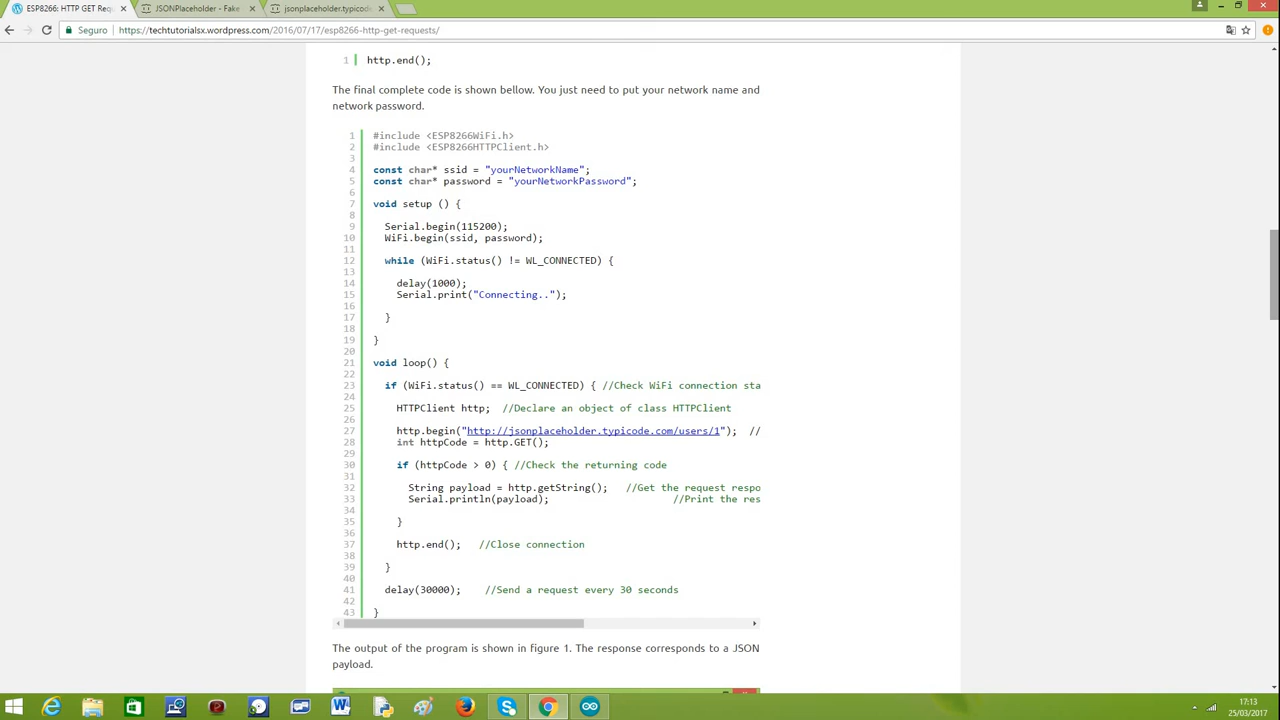 ESP8266: HTTP GET Req
JSONPlaceholder - Fake
jsonplaceholder.typicod
Seguro
https://techtutorialsx.wordpress.com/2016/07/17/esp8266-http-get-requests/
1 http.end();
The final complete code is shown bellow. You just need to put your network name and
network password.
1 #include <ESP8266WiFi.h>
2 #include <ESP8266HTTPClient.h>
3
4 const char* ssid = "yourNetworkName";
5 const char* password = "yourNetworkPassword";
6
7 void setup () {
8
9 Serial.begin(115200);
10 WiFi.begin(ssid, password);
11
12 while (WiFi.status() != WL_CONNECTED) {
13
14 delay(1000);
15 Serial.print("Connecting..");
16
17 }
18
19 }
20
21 void loop() {
22
23 if (WiFi.status() == WL_CONNECTED) { //Check WiFi connection sta
24
25 HTTPClient http; //Declare an object of class HTTPClient
26
27 http.begin("http://jsonplaceholder.typicode.com/users/1"); //
28 int httpCode = http.GET();
29
30 if (httpCode > 0) { //Check the returning code
31
32 String payload = http.getString(); //Get the request respo
33 Serial.println(payload); //Print the res
34
35 }
36
37 http.end(); //Close connection
38
39 }
40
41 delay(30000); //Send a request every 30 seconds
42
43 }
The output of the program is shown in figure 1. The response corresponds to a JSON
payload.
17:13
25/03/2017